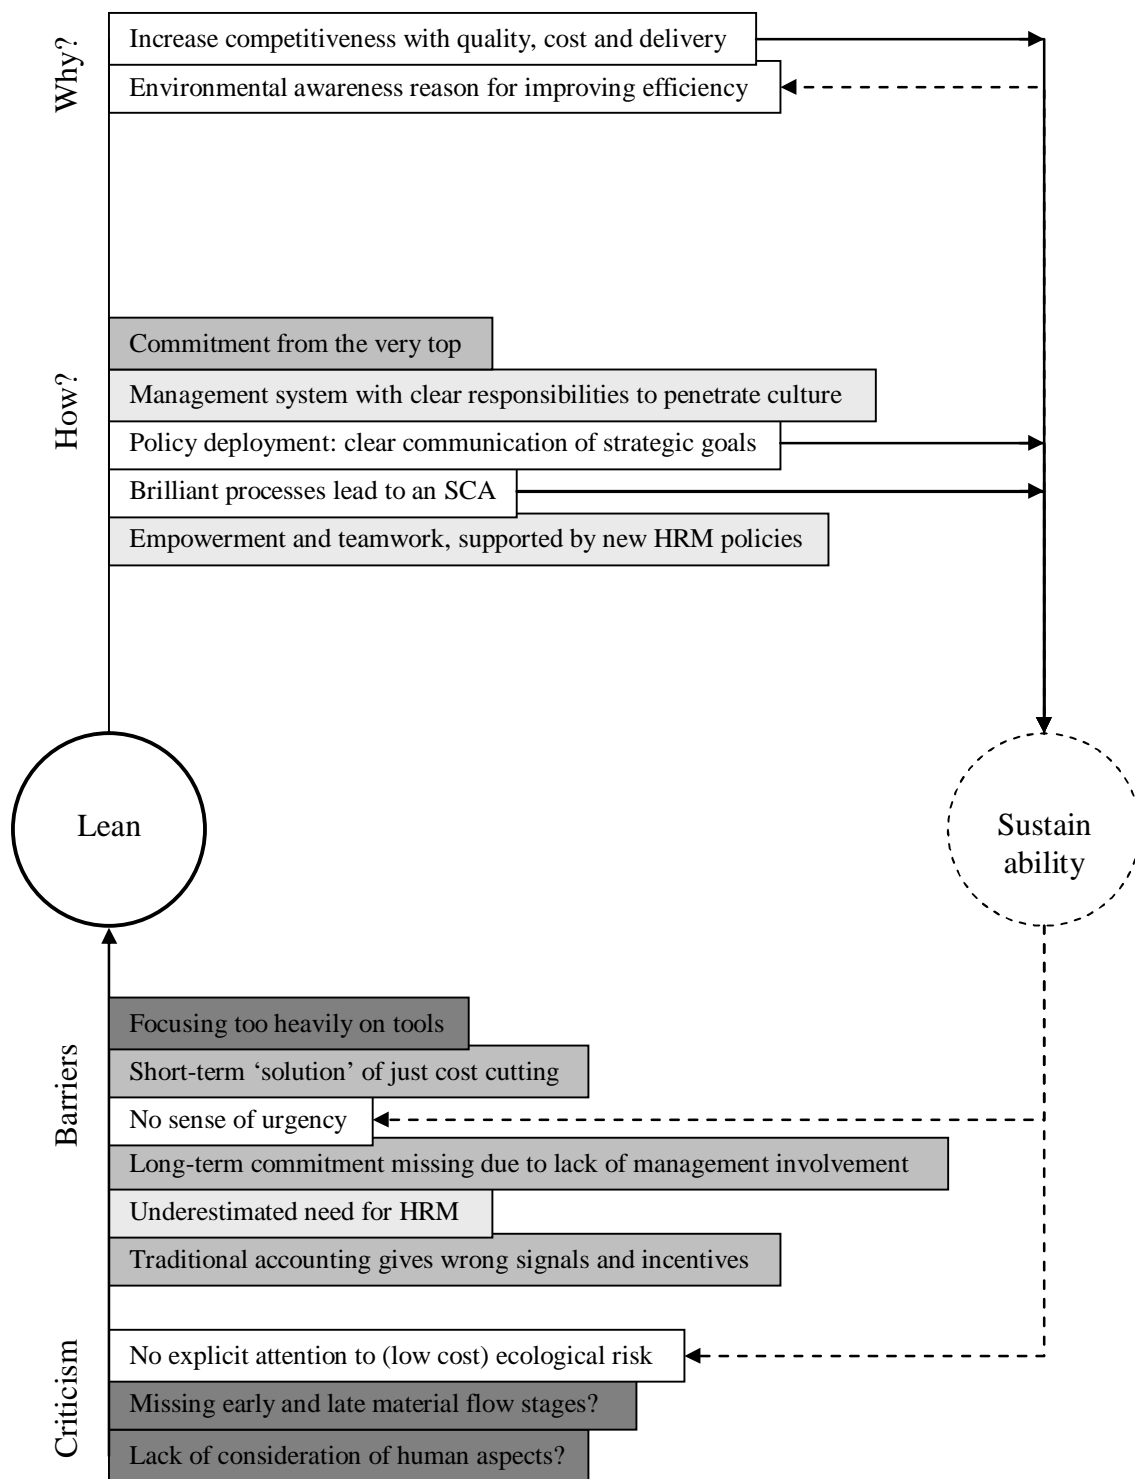 Why?
Increase competitiveness with quality, cost and delivery
Environmental awareness reason for improving efficiency
How?
Commitment from the very top
Management system with clear responsibilities to penetrate culture
Policy deployment: clear communication of strategic goals
Brilliant processes lead to an SCA
Empowerment and teamwork, supported by new HRM policies
Lean
Sustain
ability
Barriers
Focusing too heavily on tools
Short-term ‘solution’ of just cost cutting
No sense of urgency
Long-term commitment missing due to lack of management involvement
Underestimated need for HRM
Traditional accounting gives wrong signals and incentives
Criticism
No explicit attention to (low cost) ecological risk
Missing early and late material flow stages?
Lack of consideration of human aspects?